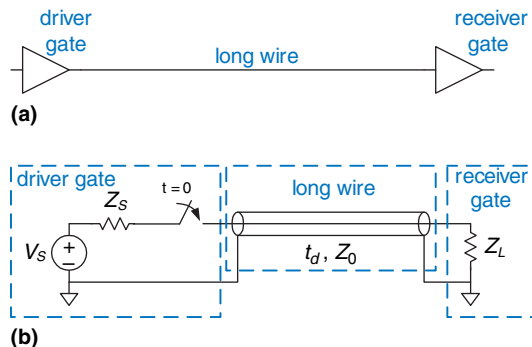 driver
gate
receiver
gate
long wire
(a)
driver gate
long wire
receiver
gate
t = 0
Z_S
V_S
+
−
t_d , Z_0
Z_L
(b)